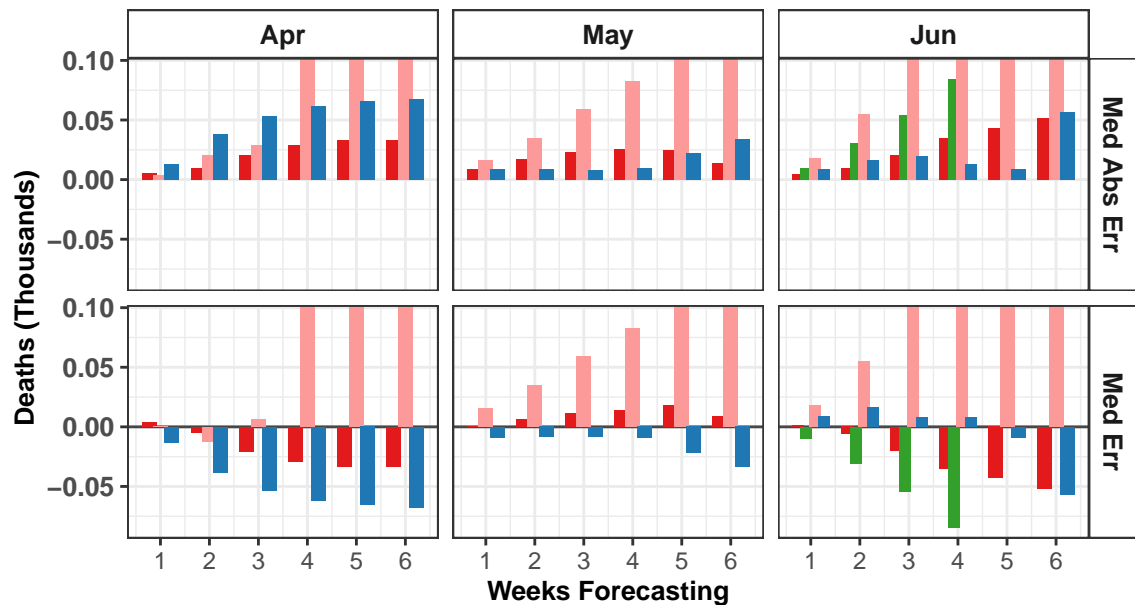 Apr May Jun
0.10
0.05
0.00
−0.05
Med Abs Err
0.10
0.05
0.00
−0.05
Med Err
Deaths (Thousands)
1 2 3 4 5 6 1 2 3 4 5 6 1 2 3 4 5 6
Weeks Forecasting